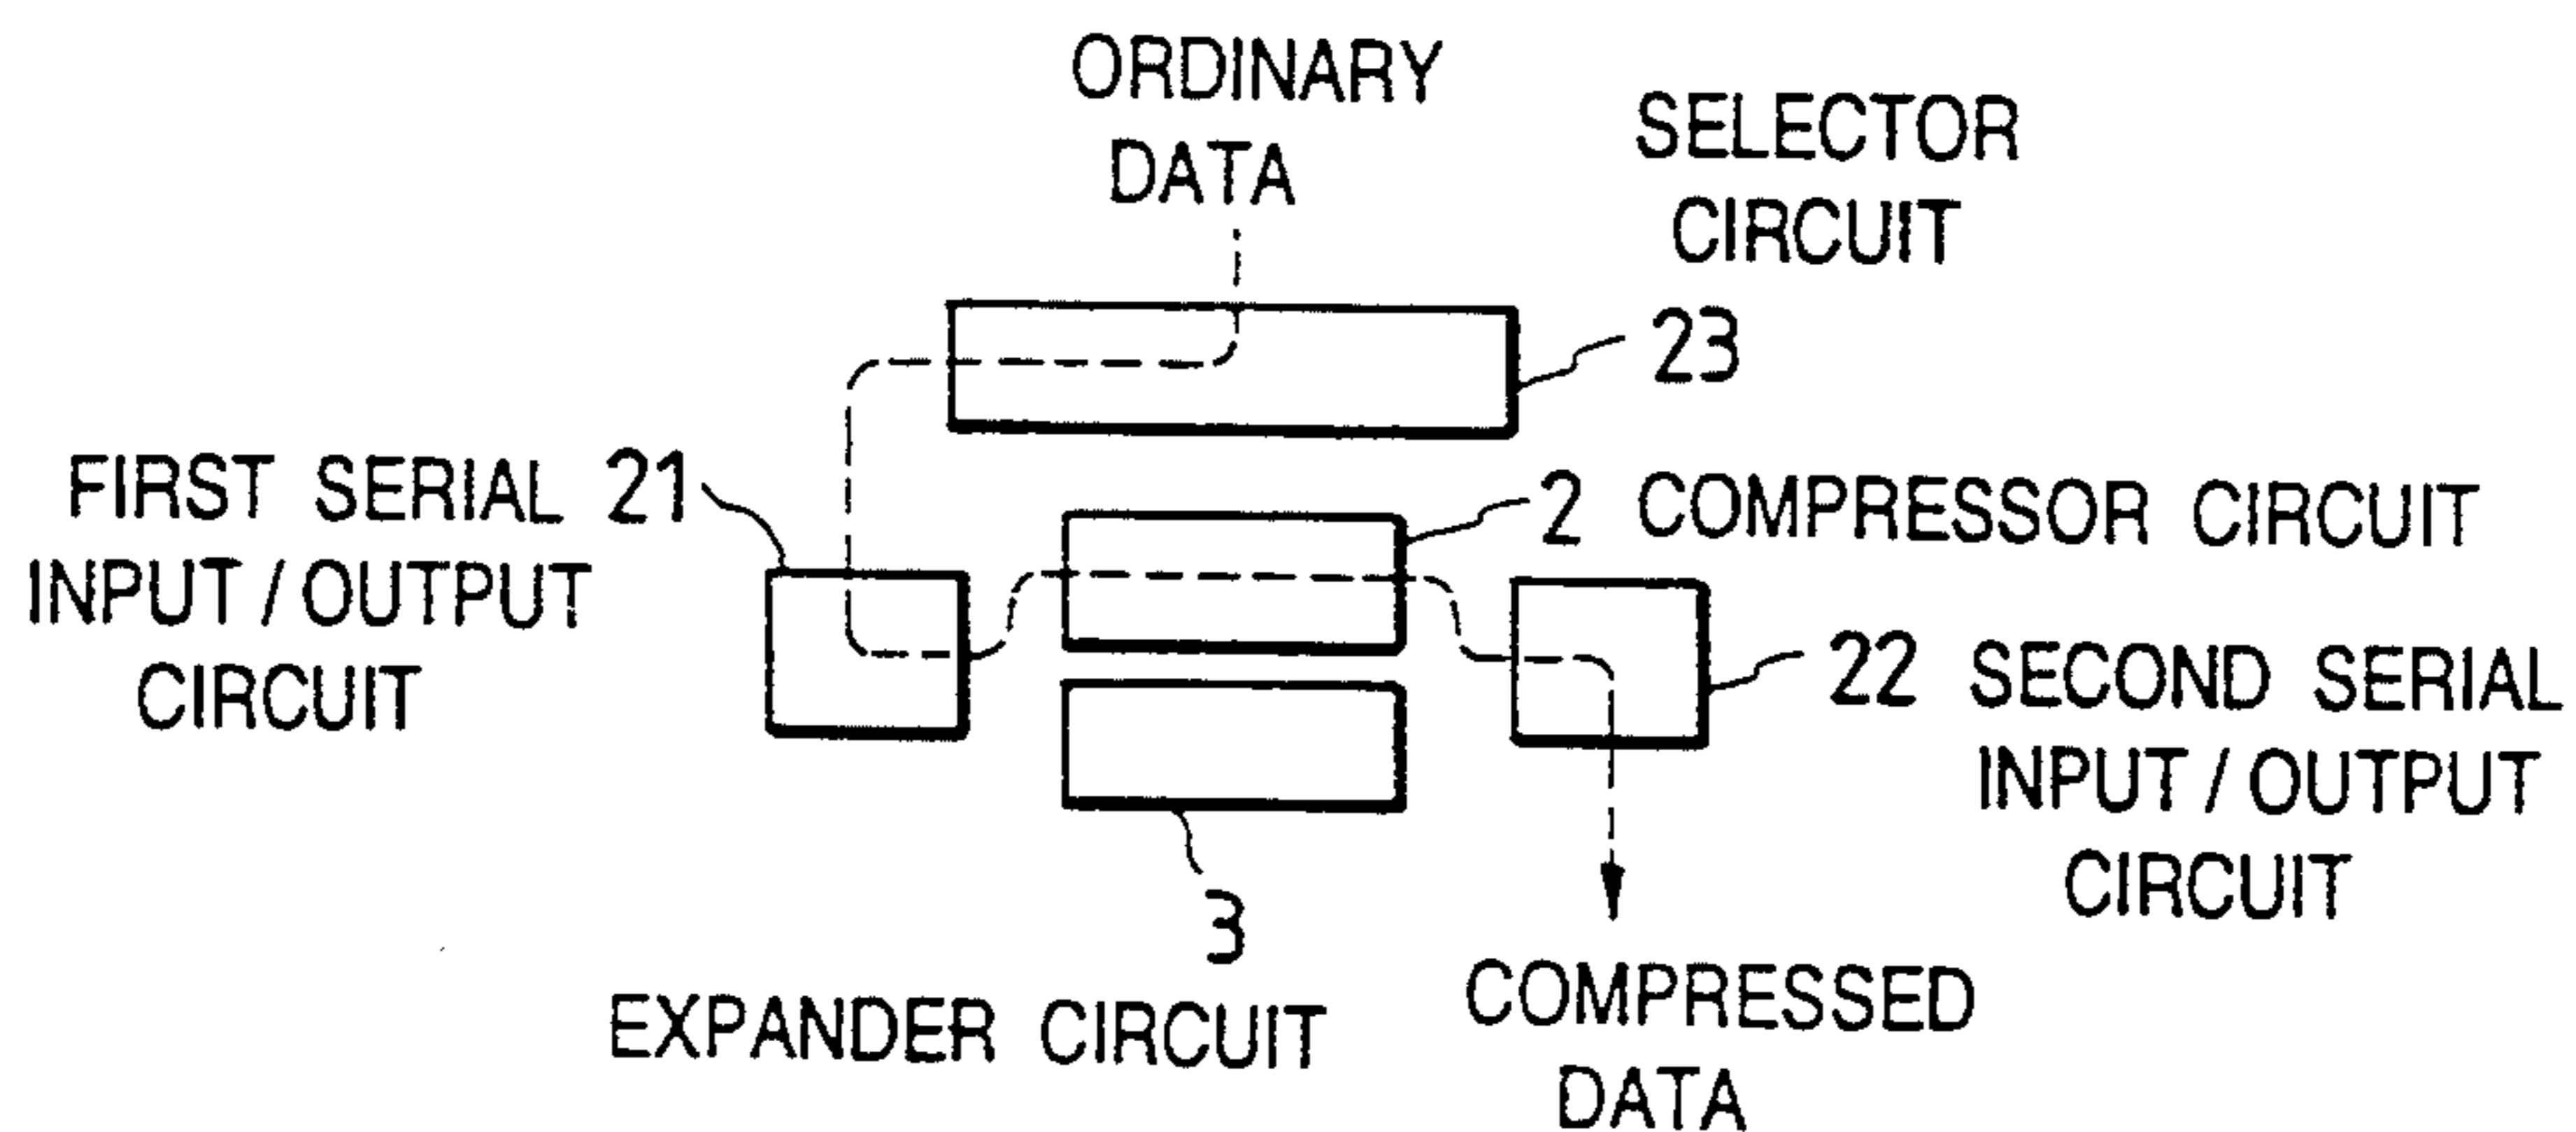 ORDINARY
DATA
SELECTOR
CIRCUIT
23
FIRST SERIAL 21
INPUT / OUTPUT
CIRCUIT
2 COMPRESSOR CIRCUIT
22 SECOND SERIAL
INPUT / OUTPUT
CIRCUIT
3
EXPANDER CIRCUIT
COMPRESSED
DATA